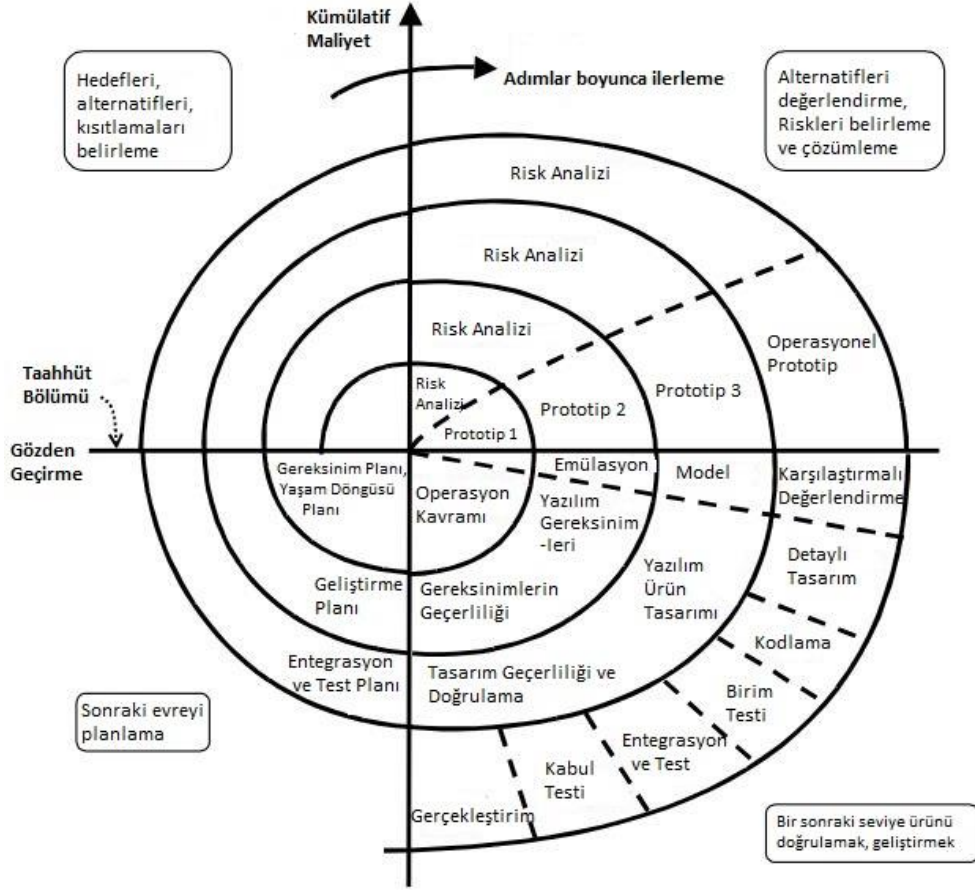 Kümülatif
Maliyet
Adımlar boyunca ilerleme
Hedefleri,
alternatifleri,
kısıtlamaları
belirleme
Alternatifleri
değerlendirme,
Riskleri belirleme
ve çözümleme
Risk Analizi
Risk Analizi
Risk Analizi
Risk
Analizi
Prototip 1
Prototip 2
Prototip 3
Operasyonel
Prototip
Taahhüt
Bölümü
Gözden
Geçirme
Gereksinim Planı,
Yaşam Döngüsü
Planı
Operasyon
Kavramı
Emülasyon
Model
Karşılaştırmalı
Değerlendirme
Yazılım
Gereksinim
-leri
Yazılım
Ürün
Tasarımı
Detaylı
Tasarım
Geliştirme
Planı
Gereksinimlerin
Geçerliliği
Kodlama
Entegrasyon
ve Test Planı
Tasarım Geçerliliği ve
Doğrulama
Birim
Testi
Entegrasyon
ve Test
Kabul
Testi
Gerçekleştirim
Sonraki evreyi
planlama
Bir sonraki seviye ürünü
doğrulamak, geliştirmek